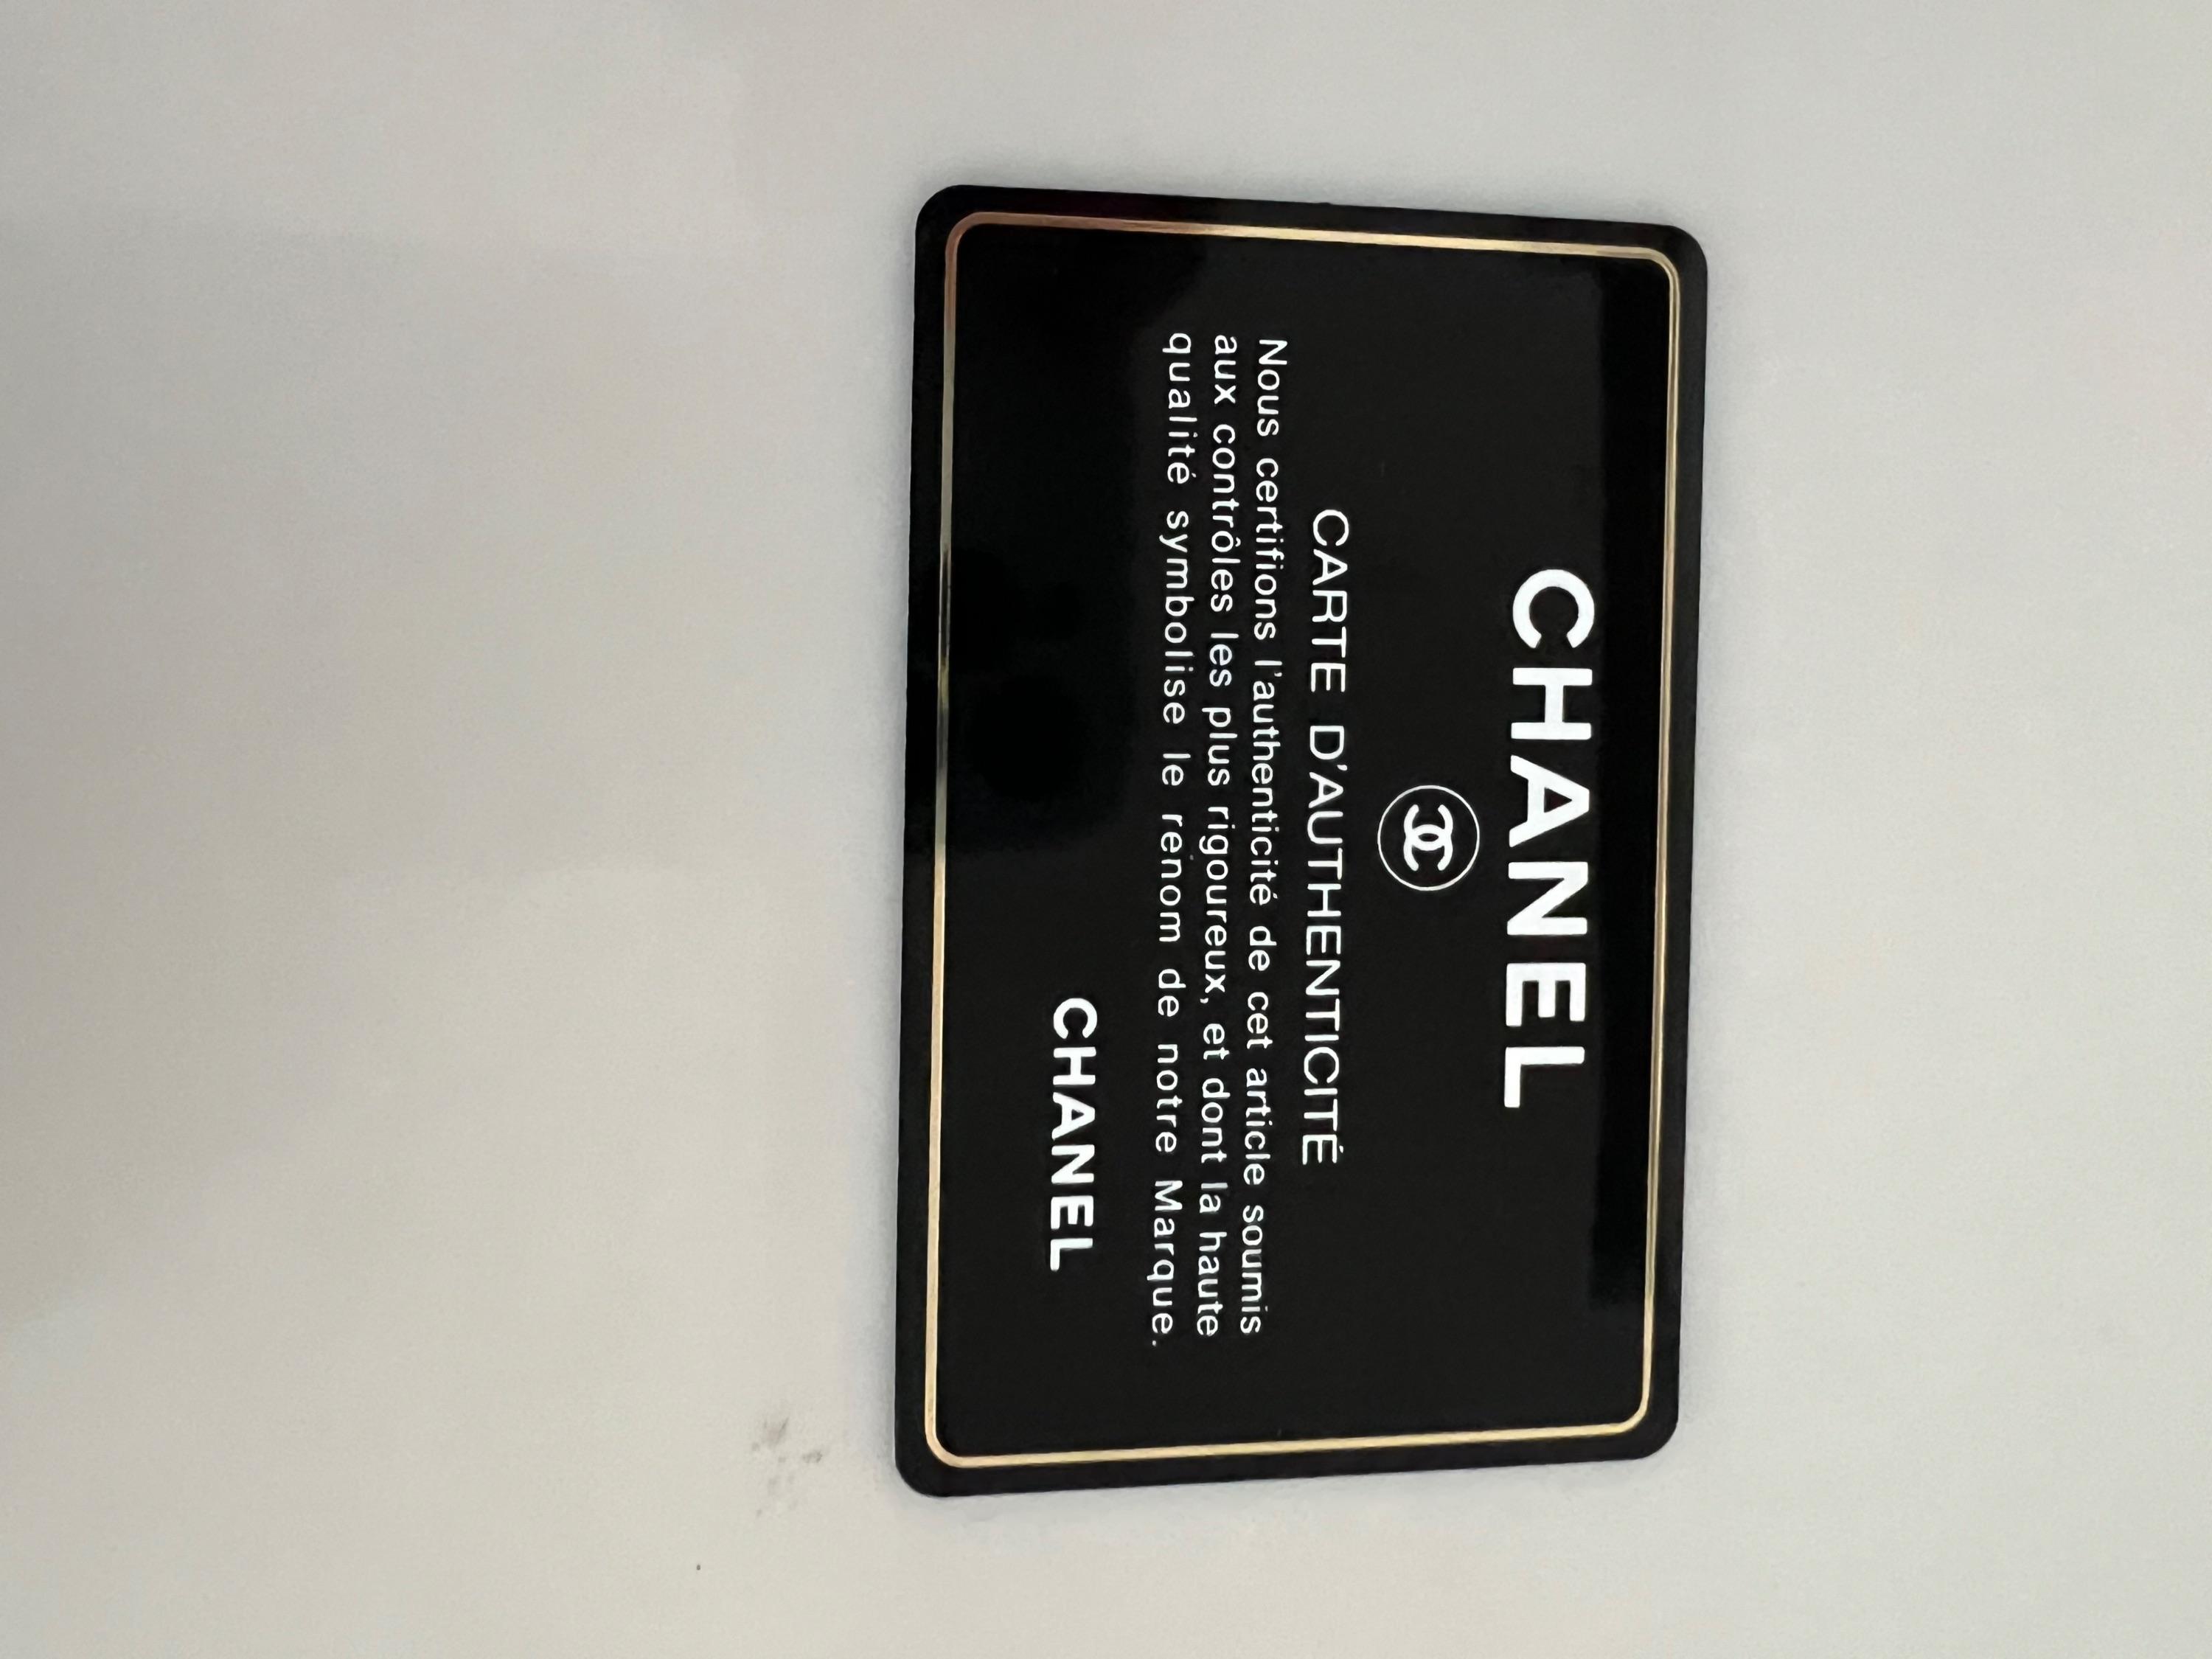 CHANEL
CARTE D'AUTHENTICITÉ
Nous certifions l'authenticité de cet article soumis
aux contrôles les plus rigoureux, et dont la haute
qualité symbolise le renom de notre Marque.
CHANEL